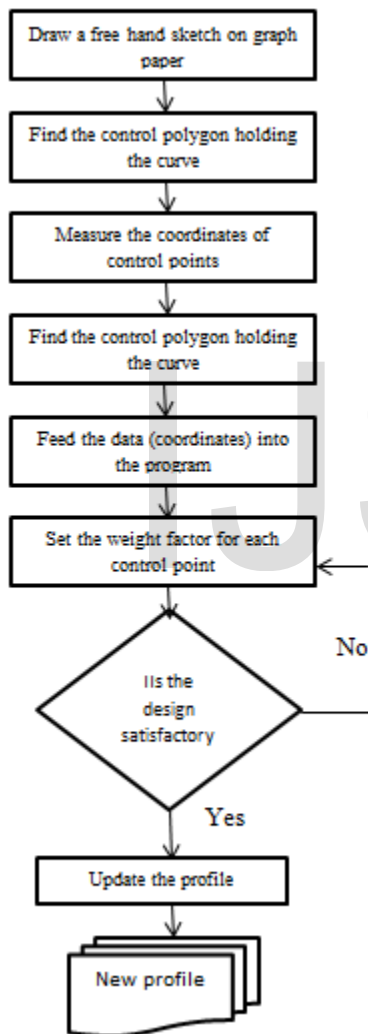 Draw a free hand sketch on graph
paper
Find the control polygon holding
the curve
Measure the coordinates of
control points
Find the control polygon holding
the curve
Feed the data (coordinates) into
the program
Set the weight factor for each
control point
No
IIs the
design
satisfactory
Yes
Update the profile
New profile